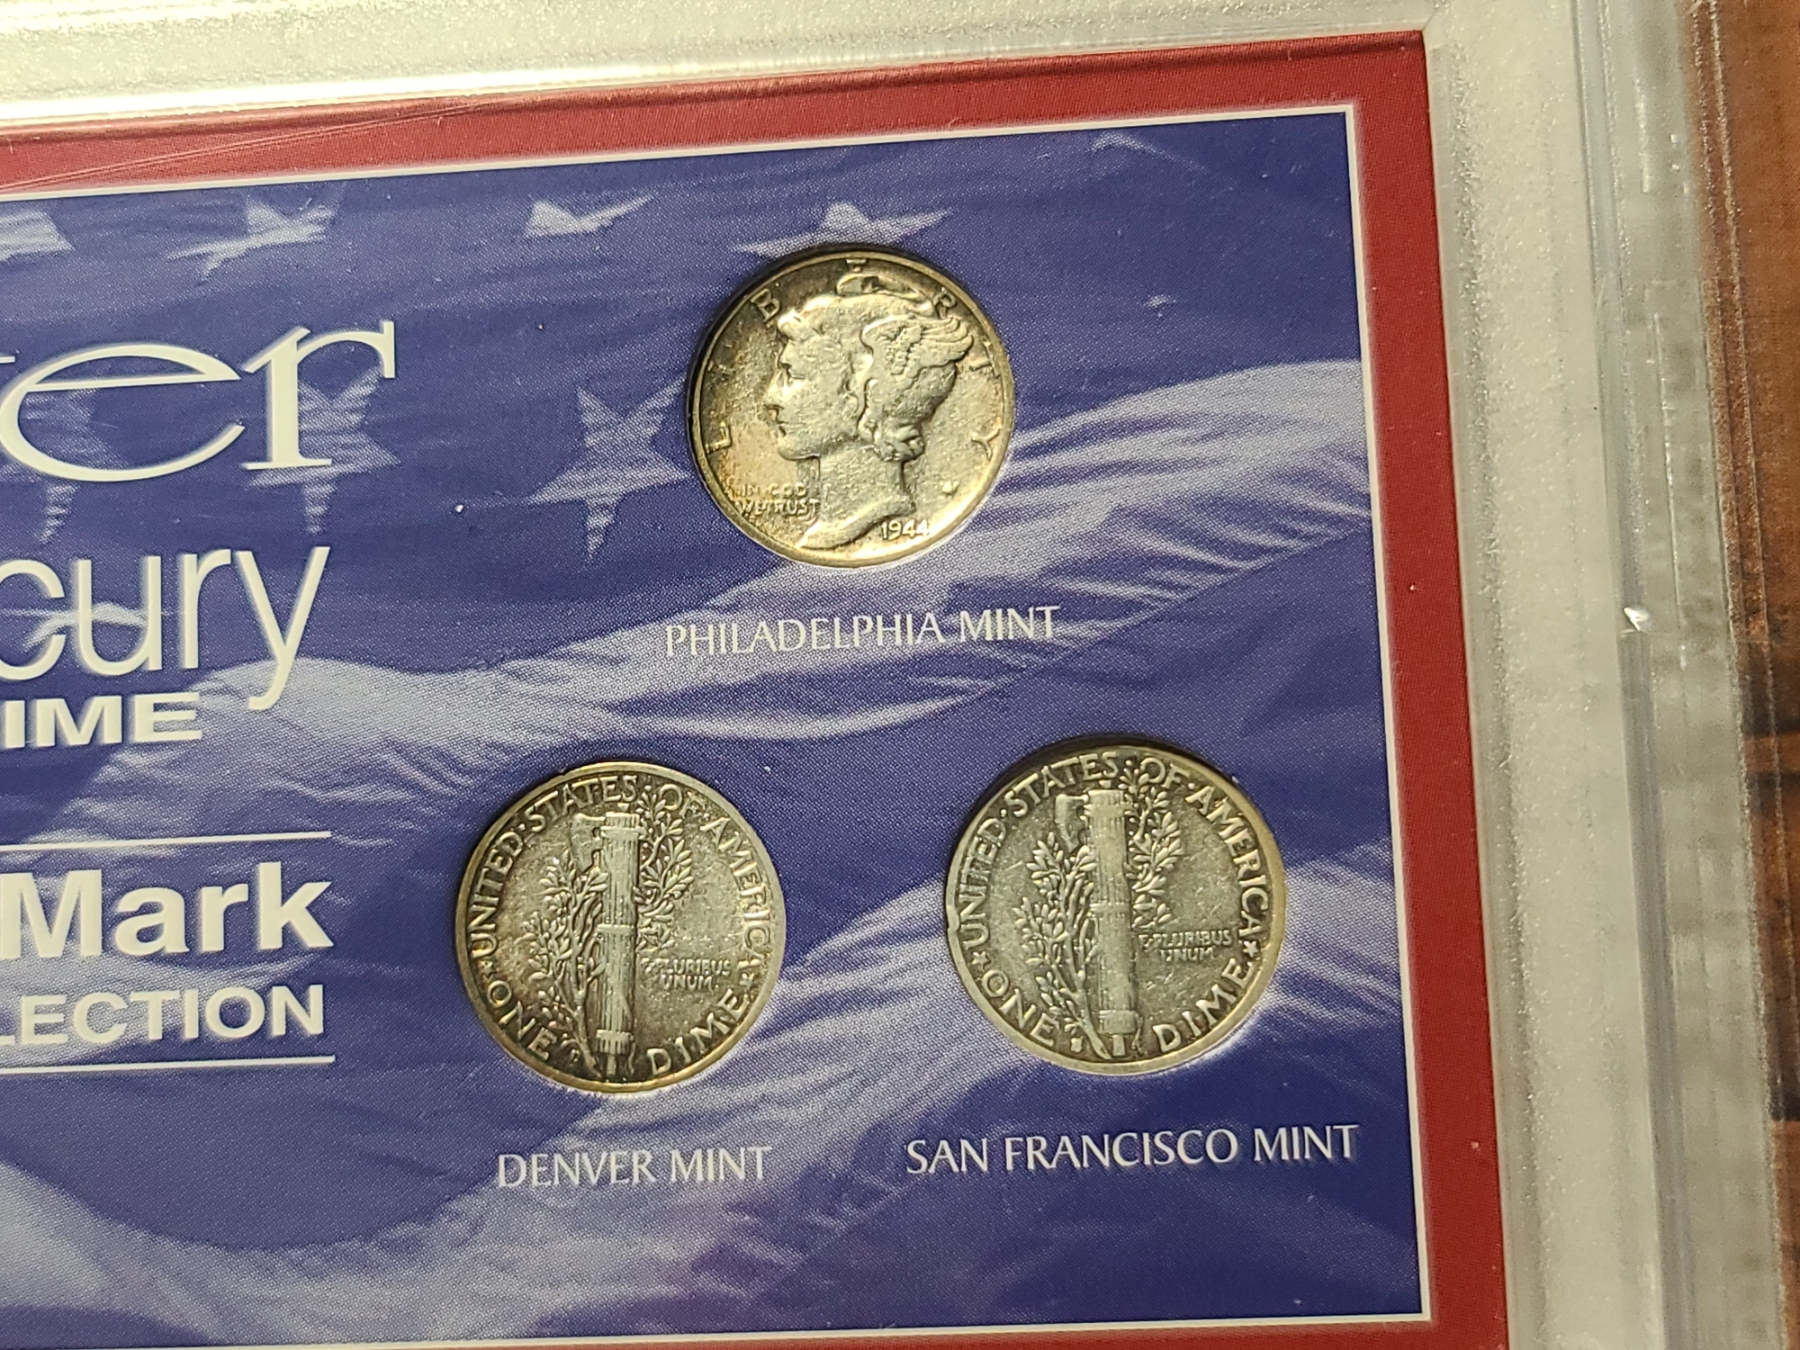 ver
cury
IME
Mark
LECTION
LIBERTY
IN GOD
WE TRUST
1944
PHILADELPHIA MINT
UNITED·STATES·OF·AMERICA
E·PLURIBUS
UNUM
ONE DIME
DENVER MINT
UNITED·STATES·OF·AMERICA
E·PLURIBUS
UNUM
ONE DIME
SAN FRANCISCO MINT